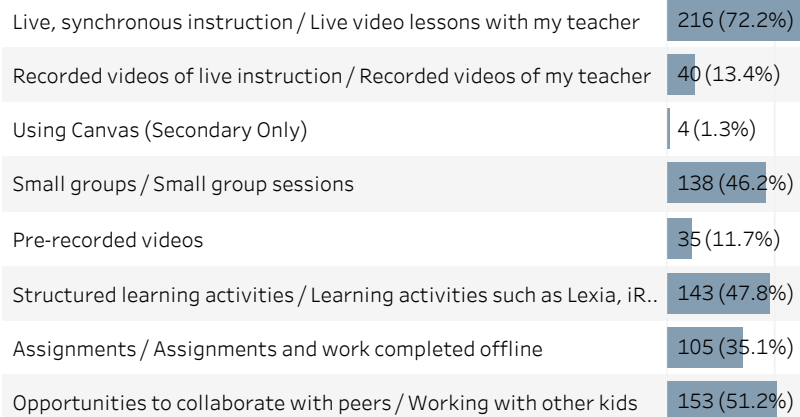 Live, synchronous instruction / Live video lessons with my teacher 216 (72.2%)
Recorded videos of live instruction / Recorded videos of my teacher 40 (13.4%)
Using Canvas (Secondary Only) 4 (1.3%)
Small groups / Small group sessions 138 (46.2%)
Pre-recorded videos 35 (11.7%)
Structured learning activities / Learning activities such as Lexia, iR.. 143 (47.8%)
Assignments / Assignments and work completed offline 105 (35.1%)
Opportunities to collaborate with peers / Working with other kids 153 (51.2%)